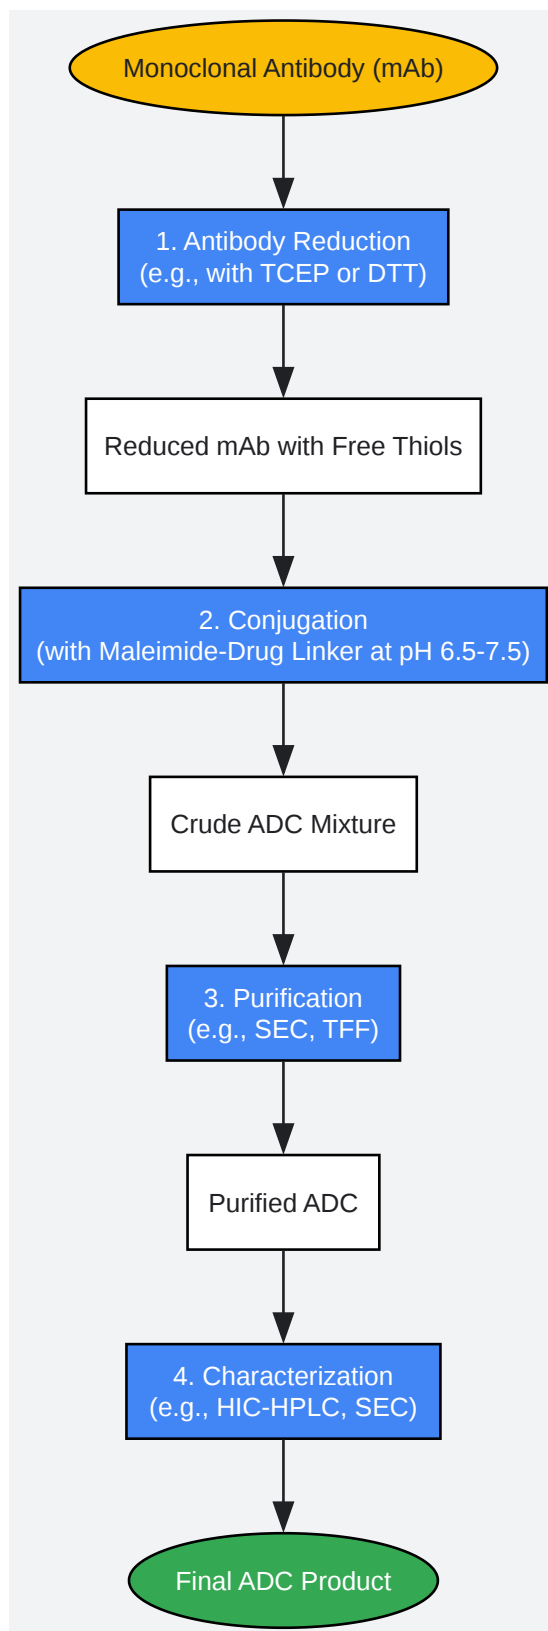 Monoclonal Antibody (mAb)
1. Antibody Reduction
(e.g., with TCEP or DTT)
Reduced mAb with Free Thiols
2. Conjugation
(with Maleimide-Drug Linker at pH 6.5-7.5)
Crude ADC Mixture
3. Purification
(e.g., SEC, TFF)
Purified ADC
4. Characterization
(e.g., HIC-HPLC, SEC)
Final ADC Product